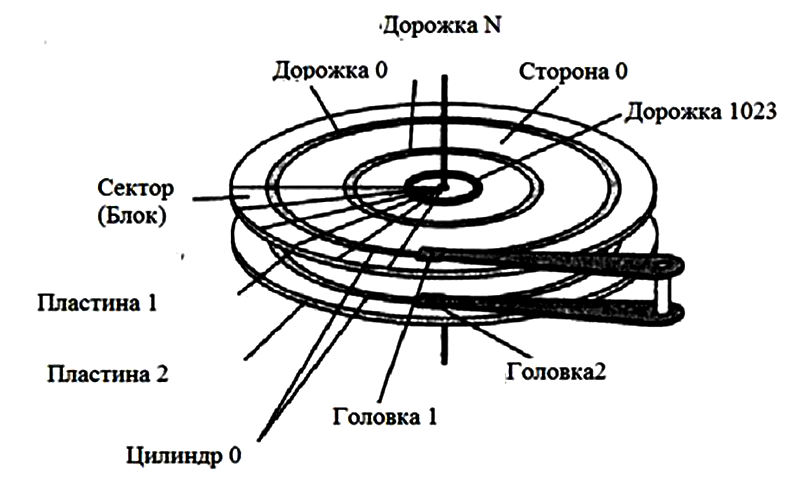 Дорожка N
Дорожка 0
Сторона 0
Дорожка 1023
Сектор
(Блок)
Пластина 1
Пластина 2
Головка2
Головка 1
Цилиндр 0